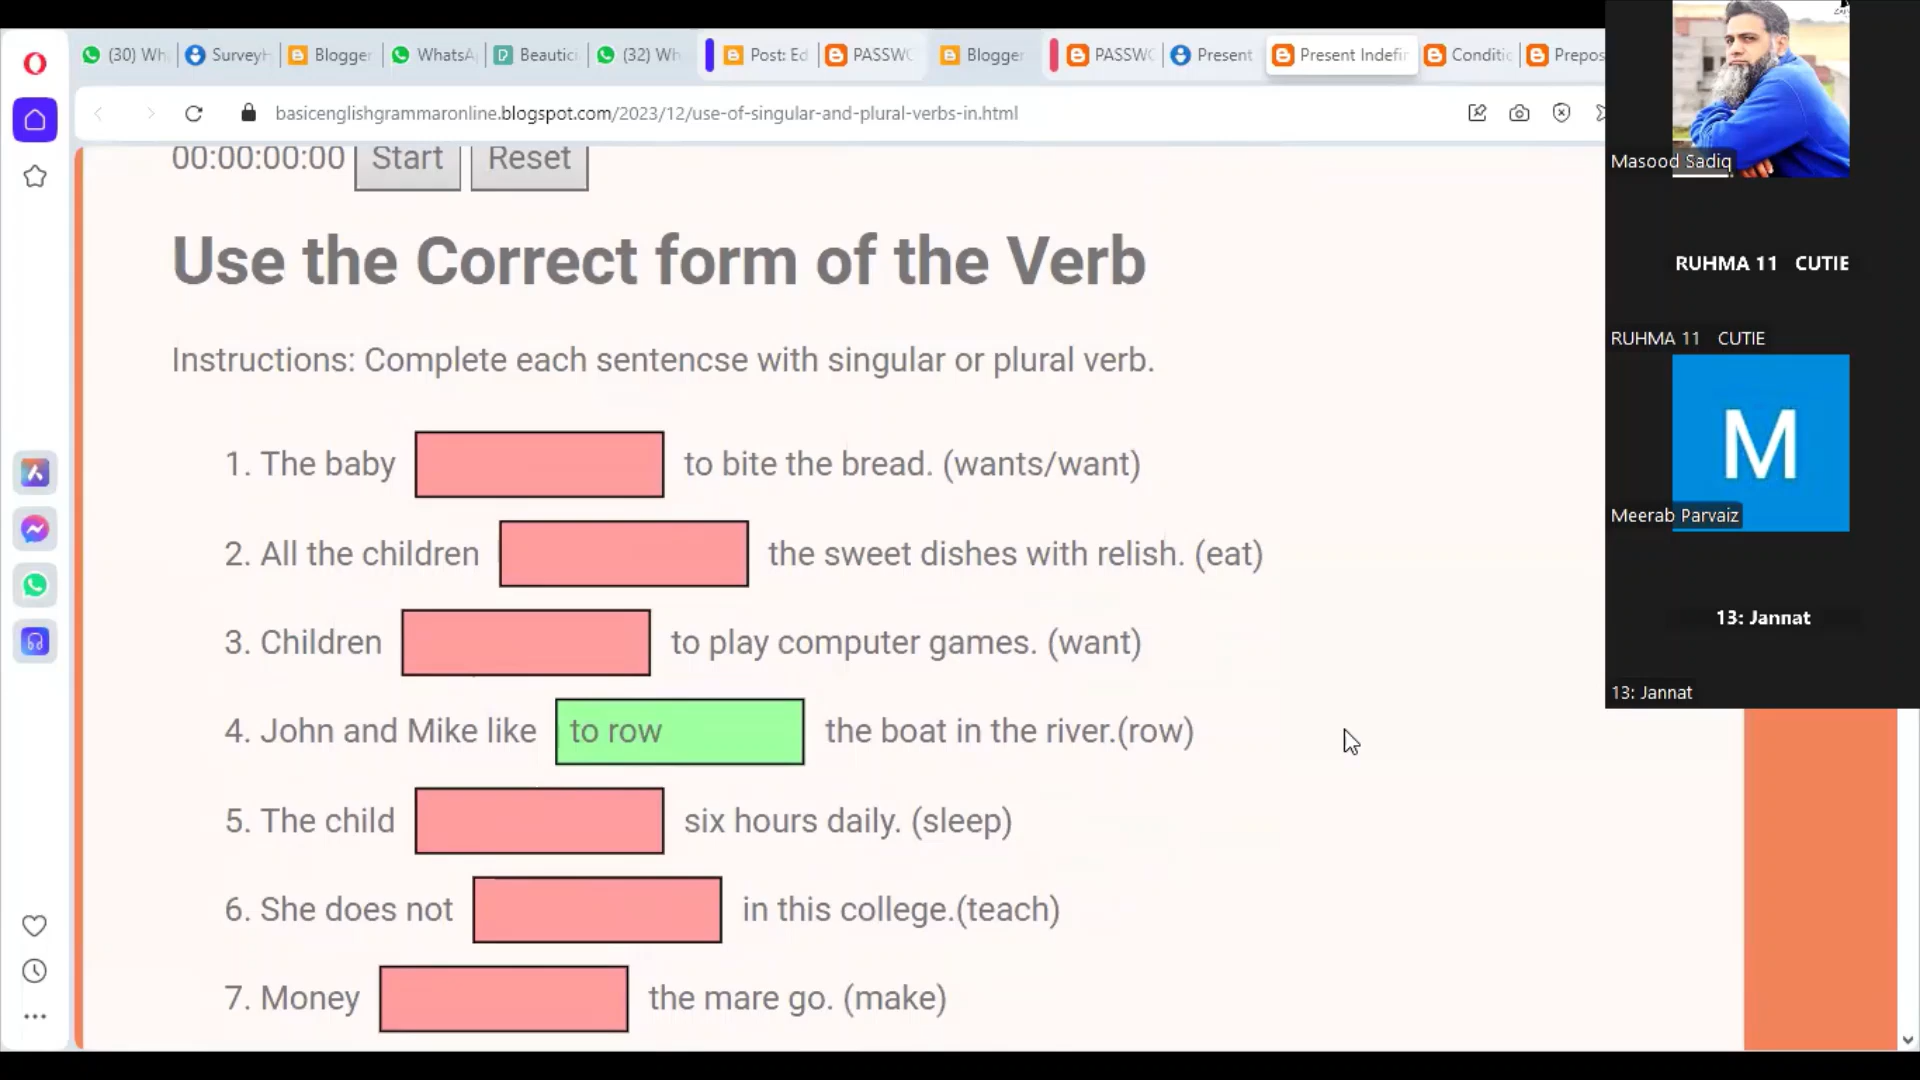 (30) Wh
SurveyH
Blogger
WhatsA
Beautici
(32) Wh
Post: Ed
PASSWO
Blogger
PASSWO
Present
Present Indefin
Conditio
Prepos
basicenglishgrammaronline.blogspot.com/2023/12/use-of-singular-and-plural-verbs-in.html
00:00:00:00 Start Reset
Use the Correct form of the Verb
Instructions: Complete each sentencse with singular or plural verb.
1. The baby to bite the bread. (wants/want)
2. All the children the sweet dishes with relish. (eat)
3. Children to play computer games. (want)
4. John and Mike like to row the boat in the river.(row)
5. The child six hours daily. (sleep)
6. She does not in this college.(teach)
7. Money the mare go. (make)
Masood Sadiq
RUHMA 11 CUTIE
RUHMA 11 CUTIE
M
Meerab Parvaiz
13: Jannat
13: Jannat